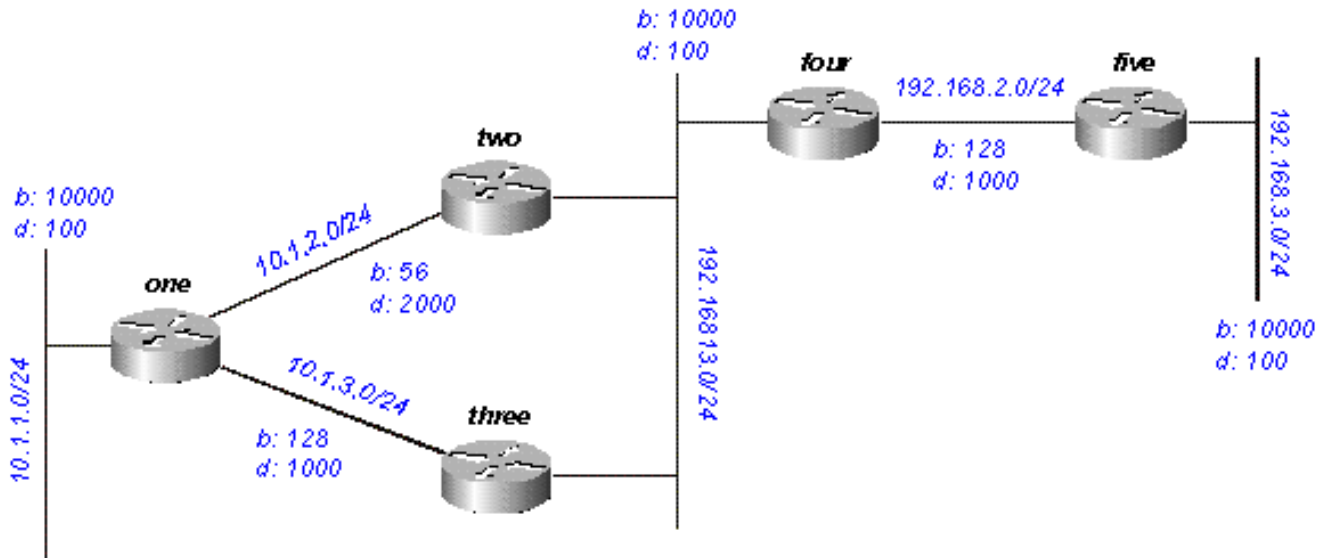 b: 10000
d: 100
four
192.168.2.0/24
five
b: 128
d: 1000
192.168.3.0/24
b: 10000
d: 100
two
b: 10000
d: 100
10.1.2.0/24
b: 56
d: 2000
192.16813.0/24
one
10.1.1.0/24
10.1.3.0/24
b: 128
d: 1000
three